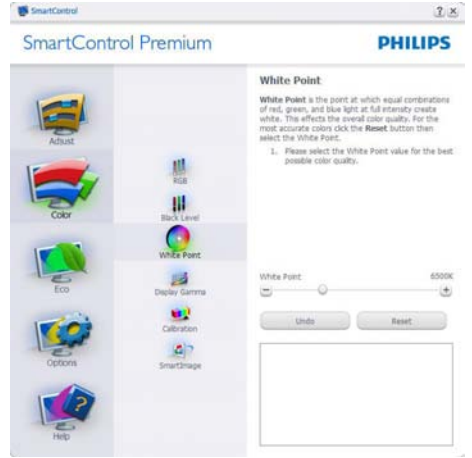 SmartControl
SmartControl Premium
PHILIPS
Adjust
Color
Eco
Options
Help
RGB
Black Level
White Point
Display Gamma
Calibration
SmartImage
White Point
White Point is the point at which equal combinations
of red, green, and blue light at full intensity create
white. This effects the overall color quality. For the
most accurate colors click the Reset button then
select the White Point.
1. Please select the White Point value for the best
possible color quality.
White Point 6500K
Undo Reset